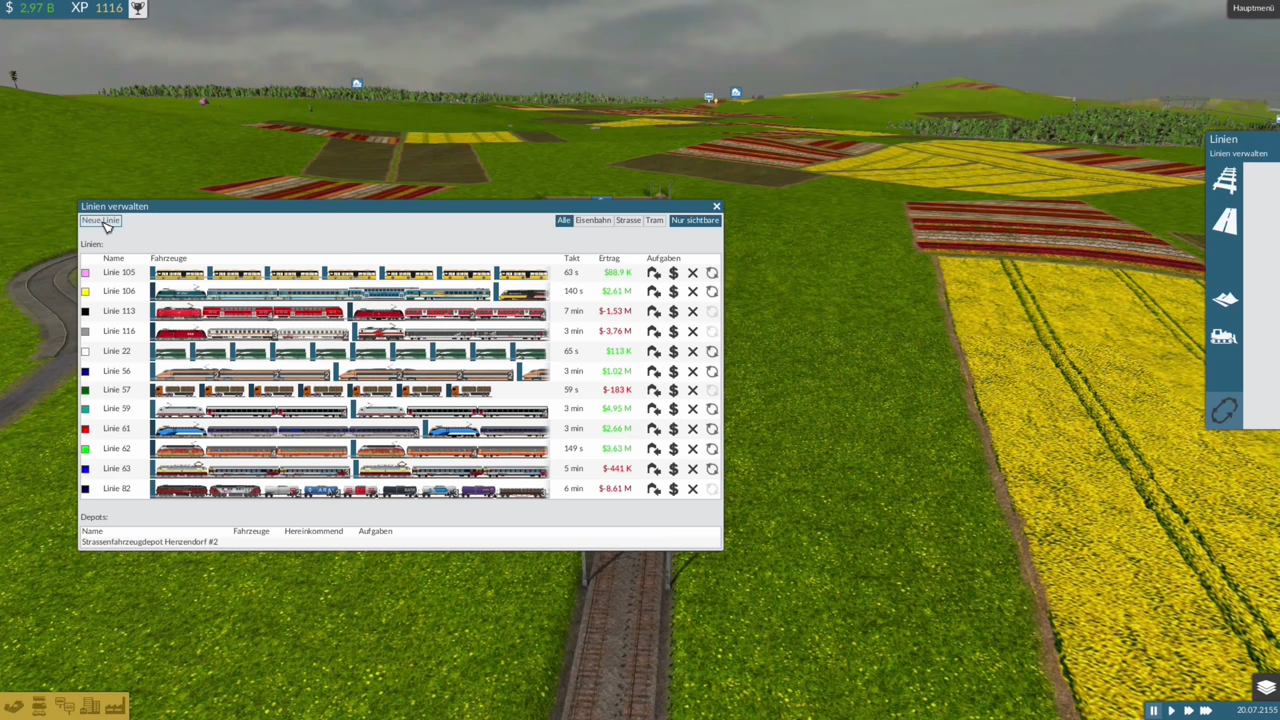 $ 2,97 B XP 1116
Hauptmenü
Linien
Linien verwalten
Linien verwalten
Neue Linie
Alle Eisenbahn Strasse Tram Nur sichtbare
Linien:
Name Fahrzeuge Takt Ertrag Aufgaben
Linie 105 63 s $88,9 K
Linie 106 140 s $2,61 M
Linie 113 7 min $-1,53 M
Linie 116 3 min $-3,76 M
Linie 22 65 s $113 K
Linie 56 3 min $1,02 M
Linie 57 59 s $-183 K
Linie 59 3 min $4,95 M
Linie 61 3 min $2,66 M
Linie 62 149 s $3,63 M
Linie 63 5 min $-441 K
Linie 82 6 min $-8,61 M
Depots:
Name Fahrzeuge Hereinkommend Aufgaben
Strassenfahrzeugdepot Henzendorf #2
20.07.2155